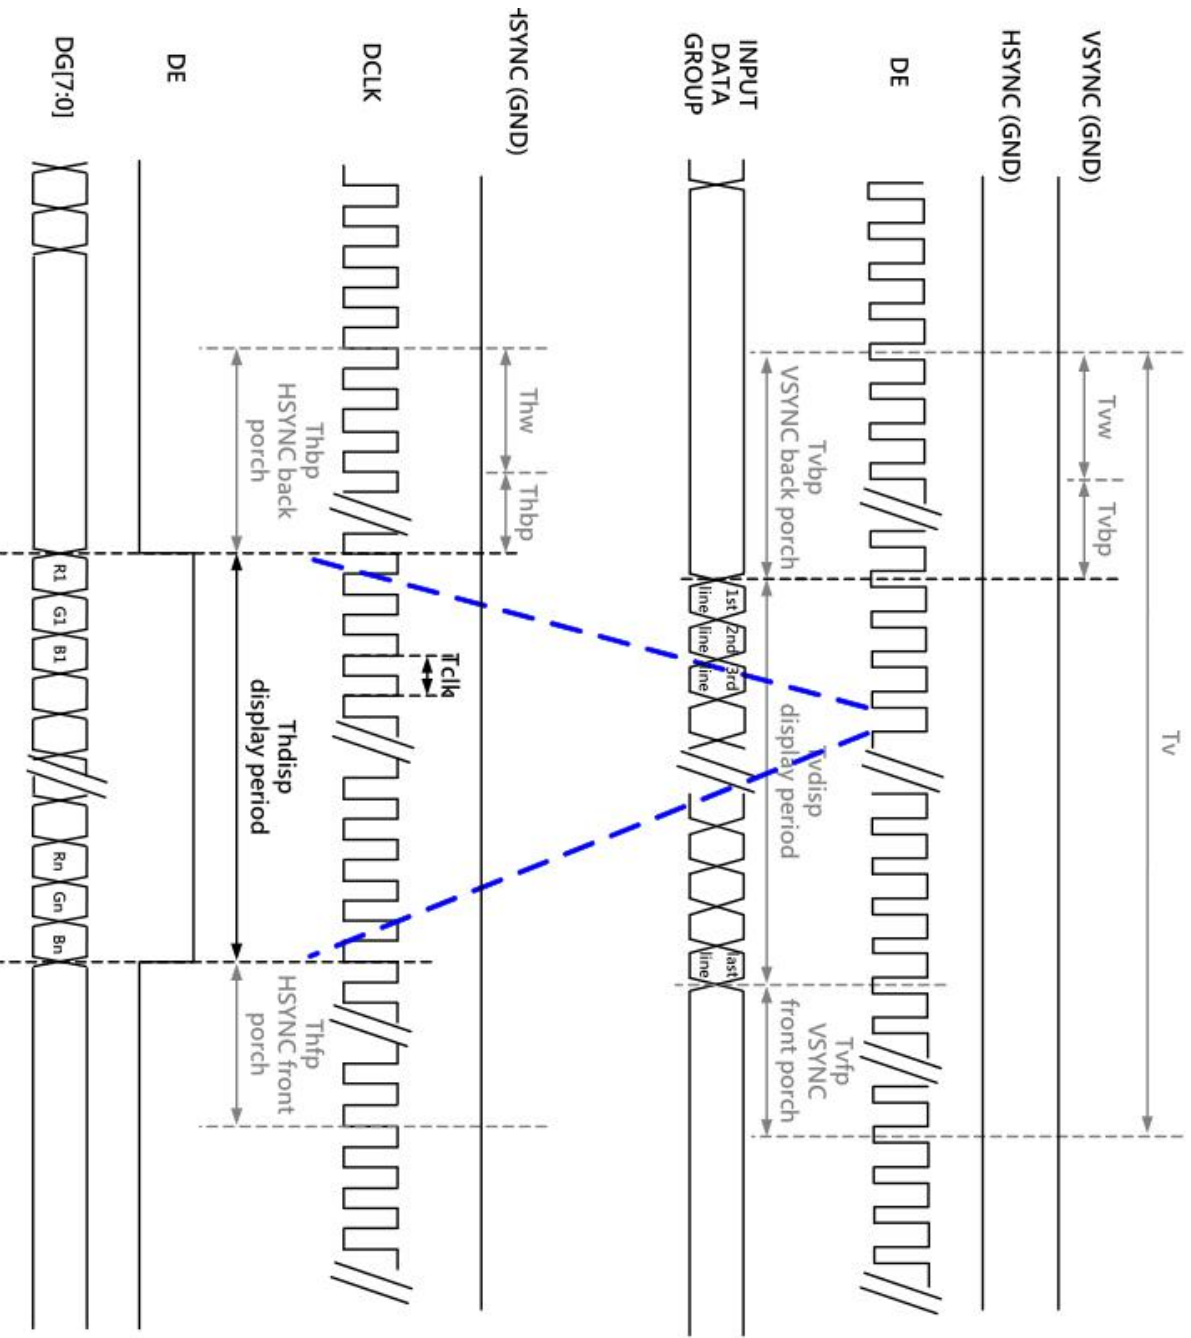 VSYNC (GND)
HSYNC (GND)
DE
INPUT
DATA
GROUP
Tv
Tvw
Tvbp
Tvbp
VSYNC back porch
Tvdisp
display period
Tvfp
VSYNC
front porch
1st
line
2nd
line
3rd
line
last
line
HSYNC (GND)
DCLK
DE
DG[7:0]
Thw
Thbp
Thbp
HSYNC back
porch
Tclk
Thdisp
display period
Thfp
HSYNC front
porch
R1
G1
B1
Rn
Gn
Bn